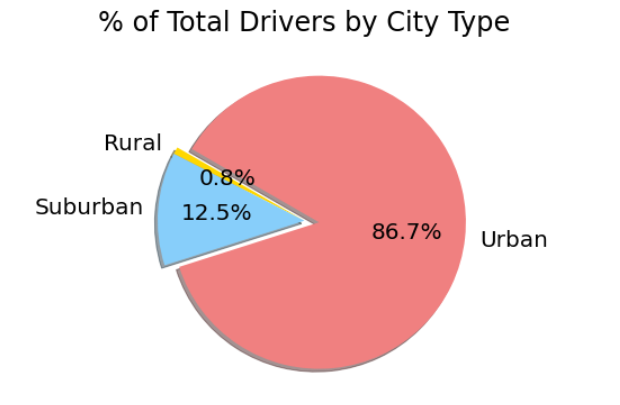 % of Total Drivers by City Type
Rural
0.8%
Suburban
12.5%
86.7%
Urban